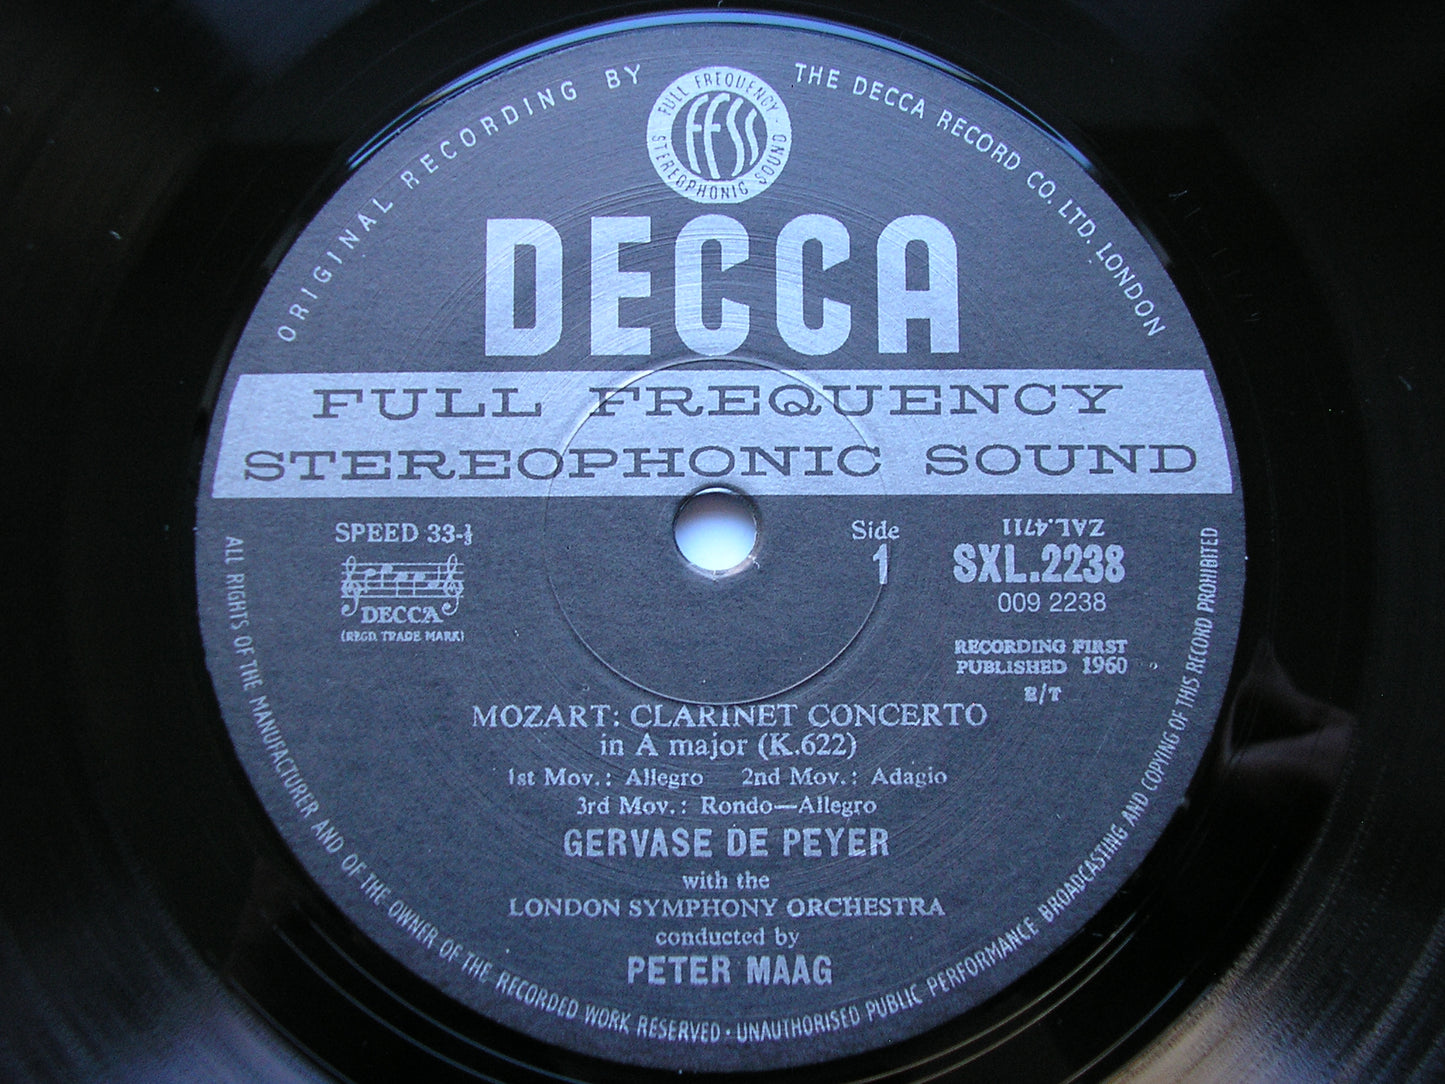 ORIGINAL RECORDING BY THE DECCA RECORD CO. LTD. LONDON
FULL FREQUENCY STEREOPHONIC SOUND
FFSS
DECCA
FULL FREQUENCY
STEREOPHONIC SOUND
SPEED 33-⅓
DECCA
(REGD. TRADE MARK)
Side
1
ZAL.4711
SXL.2238
009 2238
RECORDING FIRST
PUBLISHED 1960
E/T
MOZART: CLARINET CONCERTO
in A major (K.622)
1st Mov.: Allegro 2nd Mov.: Adagio
3rd Mov.: Rondo—Allegro
GERVASE DE PEYER
with the
LONDON SYMPHONY ORCHESTRA
conducted by
PETER MAAG
ALL RIGHTS OF THE MANUFACTURER AND OF THE OWNER OF THE RECORDED WORK RESERVED · UNAUTHORISED PUBLIC PERFORMANCE BROADCASTING AND COPYING OF THIS RECORD PROHIBITED